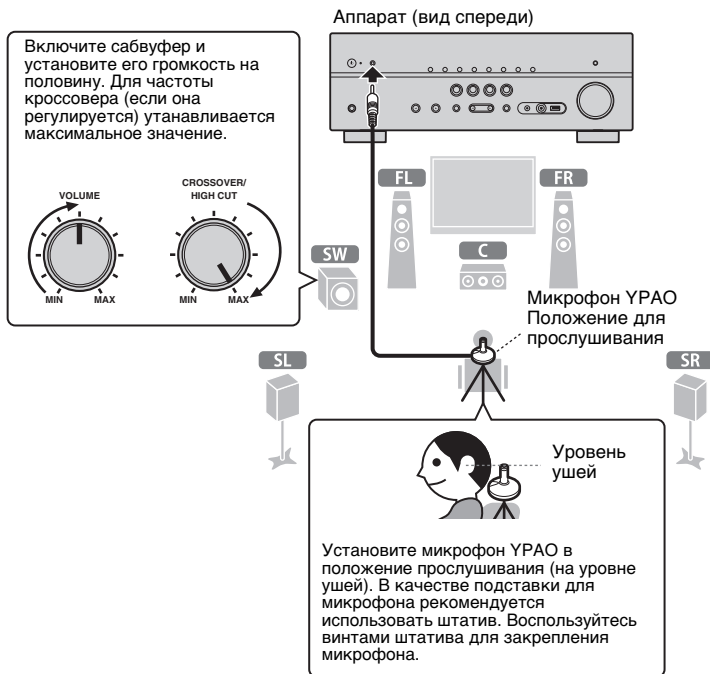 Аппарат (вид спереди)
Включите сабвуфер и
установите его громкость на
половину. Для частоты
кроссовера (если она
регулируется) утанавливается
максимальное значение.
VOLUME
MIN
MAX
CROSSOVER/
HIGH CUT
MIN
MAX
FL
FR
SW
C
Микрофон YPAO
Положение для
прослушивания
SL
SR
Уровень
ушей
Установите микрофон YPAO в
положение прослушивания (на уровне
ушей). В качестве подставки для
микрофона рекомендуется
использовать штатив. Воспользуйтесь
винтами штатива для закрепления
микрофона.